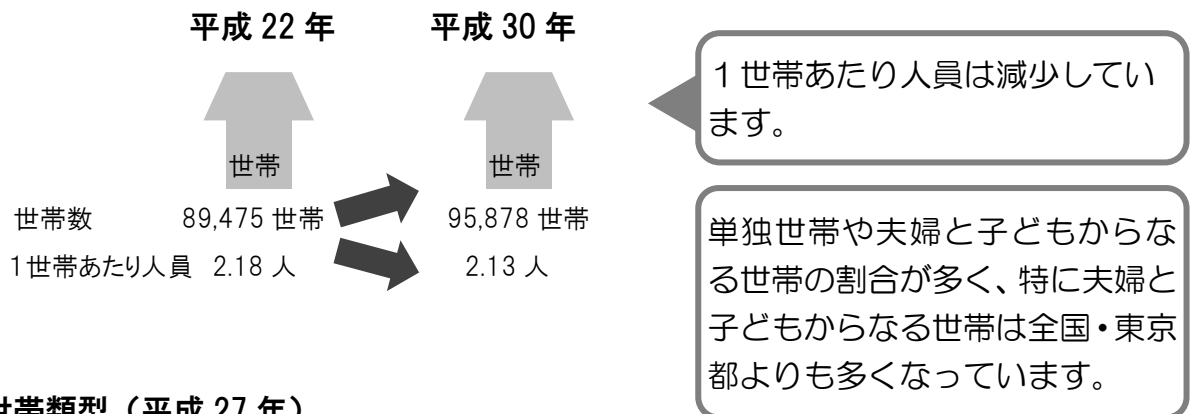 平成 22 年 平成 30 年
世帯 世帯
世帯数 89,475 世帯 95,878 世帯
1世帯あたり人員 2.18 人 2.13 人
1世帯あたり人員は減少してい
ます。
単独世帯や夫婦と子どもからな
る世帯の割合が多く、特に夫婦と
子どもからなる世帯は全国・東京
都よりも多くなっています。
世帯類型（平成 27 年）